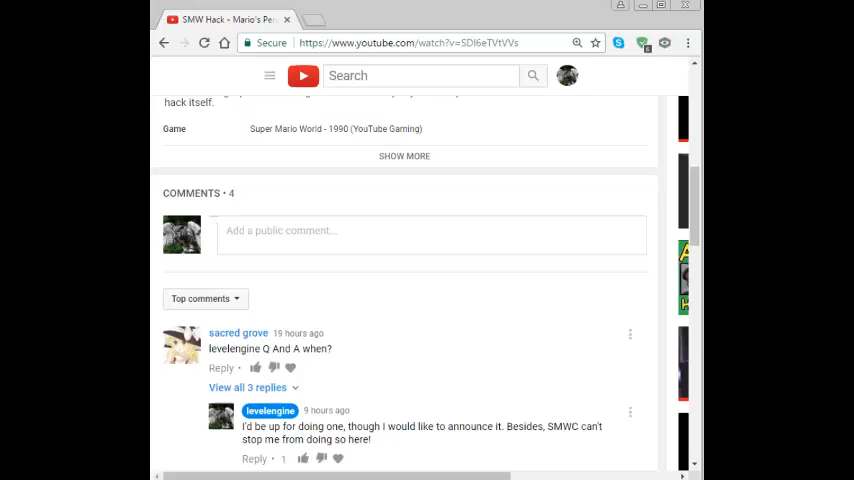 SMW Hack - Mario's Per
Secure
https://www.youtube.com/watch?v=SDI6eTVtVVs
6
Search
hack itself.
Game
Super Mario World - 1990 (YouTube Gaming)
SHOW MORE
COMMENTS • 4
Add a public comment...
Top comments
sacred grove 19 hours ago
levelengine Q And A when?
Reply •
View all 3 replies
levelengine 9 hours ago
I'd be up for doing one, though I would like to announce it. Besides, SMWC can't
stop me from doing so here!
Reply • 1